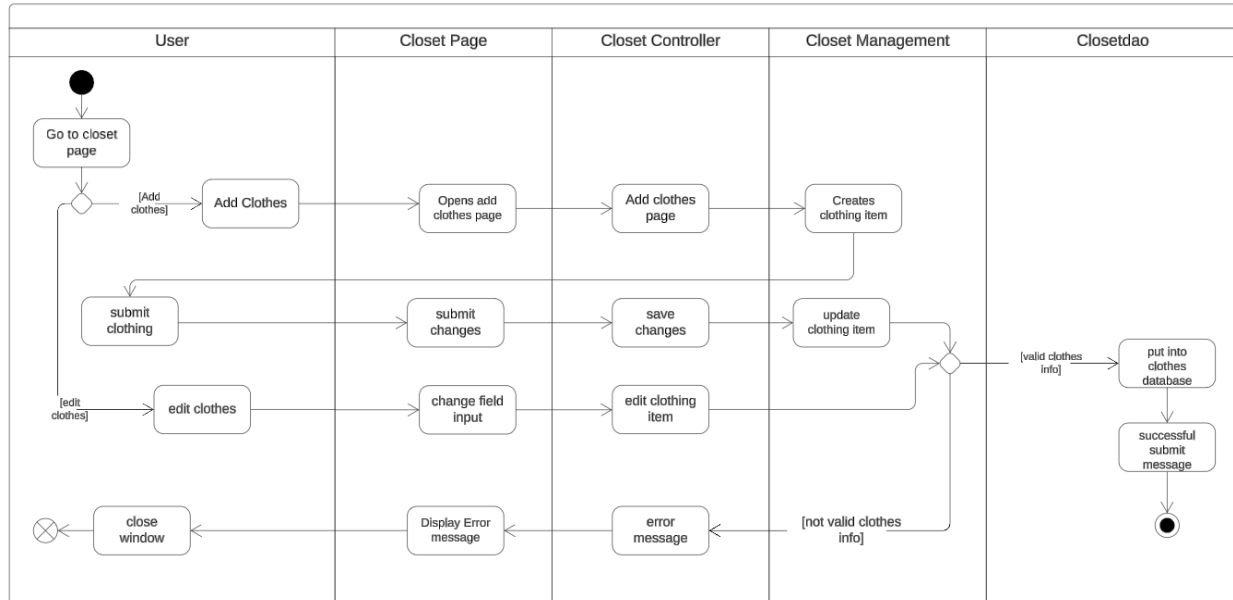 User
Closet Page
Closet Controller
Closet Management
Closetdao
Go to closet
page
[Add
clothes]
Add Clothes
Opens add
clothes page
Add clothes
page
Creates
clothing item
submit
clothing
submit
changes
save
changes
update
clothing item
[valid clothes
info]
put into
clothes
database
[edit
clothes]
edit clothes
change field
input
edit clothing
item
successful
submit
message
close
window
Display Error
message
error
message
[not valid clothes
info]